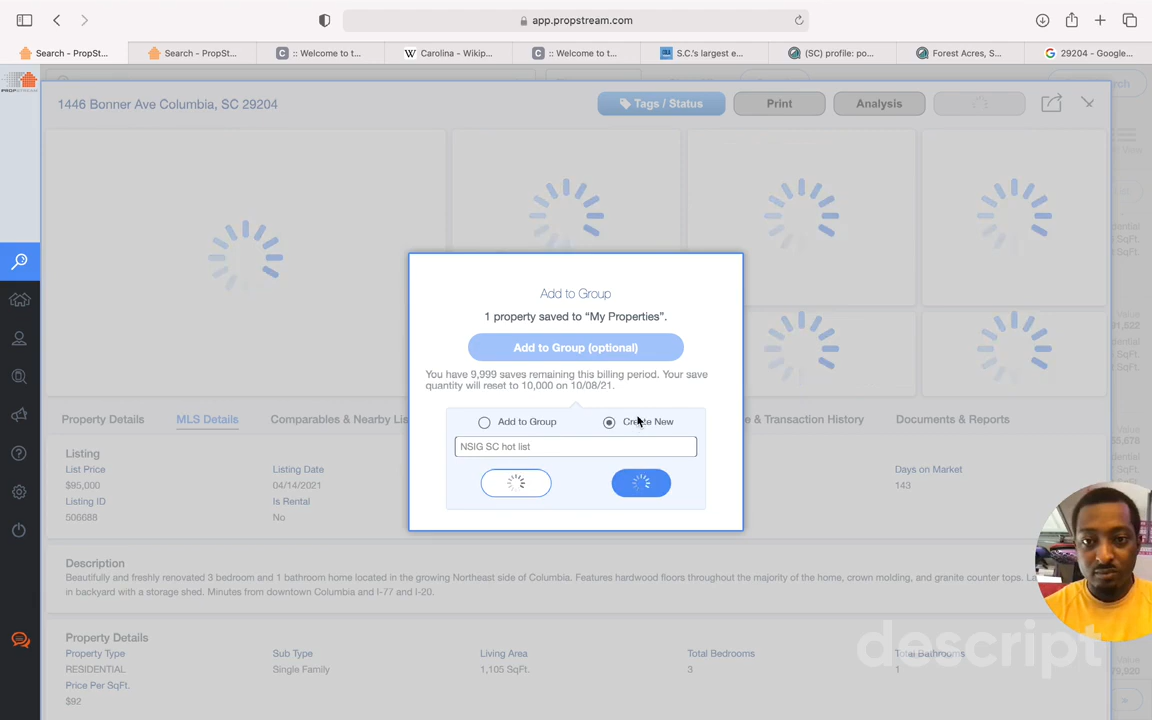 app.propstream.com
Search - PropSt...
Search - PropSt...
:: Welcome to t...
Carolina - Wikip...
:: Welcome to t...
S.C.'s largest e...
(SC) profile: po...
Forest Acres, S...
29204 - Google...
PROPSTREAM
1446 Bonner Ave Columbia, SC 29204
Tags / Status
Print
Analysis
Add to Group
1 property saved to “My Properties”.
Add to Group (optional)
You have 9,999 saves remaining this billing period. Your save
quantity will reset to 10,000 on 10/08/21.
Add to Group
Create New
NSIG SC hot list
Property Details
MLS Details
Comparables & Nearby Li
& Transaction History
Documents & Reports
Listing
List Price
Listing Date
Days on Market
$95,000
04/14/2021
143
Listing ID
Is Rental
506688
No
Description
Beautifully and freshly renovated 3 bedroom and 1 bathroom home located in the growing Northeast side of Columbia. Features hardwood floors throughout the majority of the home, crown molding, and granite counter tops. La
in backyard with a storage shed. Minutes from downtown Columbia and I-77 and I-20.
Property Details
Property Type
Sub Type
Living Area
Total Bedrooms
Total Bathrooms
RESIDENTIAL
Single Family
1,105 SqFt.
3
1
Price Per SqFt.
$92
descript